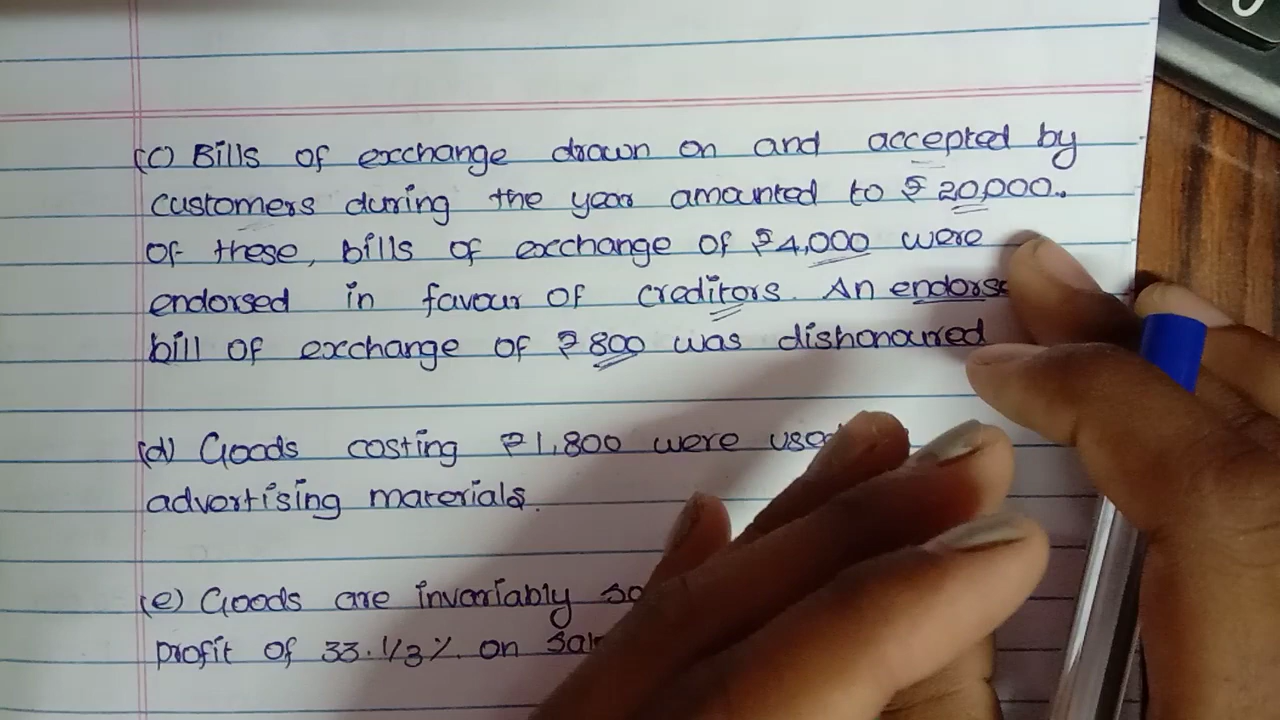 (c) Bills of exchange drawn on and accepted by
customers during the year amounted to ₹ 20,000.
Of these, bills of exchange of ₹4,000 were
endorsed in favour of creditors. An
bill of exchange of ₹800 was dishonoured
(d) Goods costing ₹1,800 were
advertising materials.
(e) Goods are invariably
profit of 33.1/3%. on